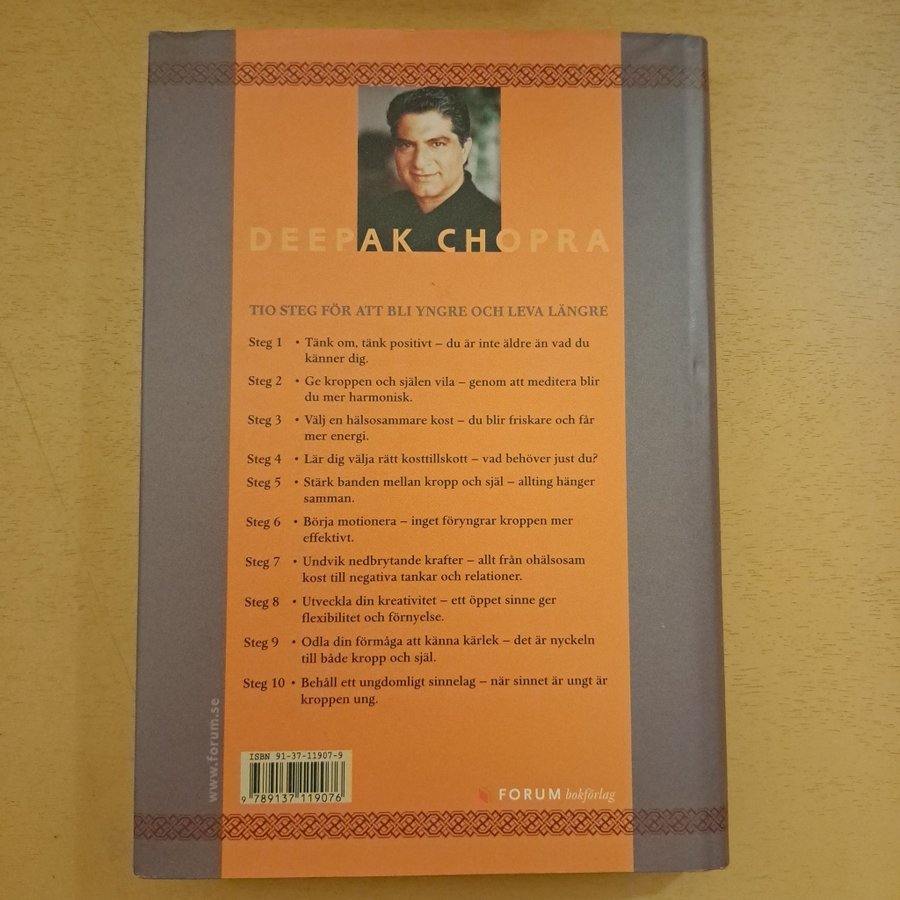 DEEPAK CHOPRA
TIO STEG FÖR ATT BLI YNGRE OCH LEVA LÄNGRE
Steg 1 • Tänk om, tänk positivt – du är inte äldre än vad du
känner dig.
Steg 2 • Ge kroppen och själen vila – genom att meditera blir
du mer harmonisk.
Steg 3 • Välj en hälsosammare kost – du blir friskare och får
mer energi.
Steg 4 • Lär dig välja rätt kosttillskott – vad behöver just du?
Steg 5 • Stärk banden mellan kropp och själ – allting hänger
samman.
Steg 6 • Börja motionera – inget föryngrar kroppen mer
effektivt.
Steg 7 • Undvik nedbrytande krafter – allt från ohälsosam
kost till negativa tankar och relationer.
Steg 8 • Utveckla din kreativitet – ett öppet sinne ger
flexibilitet och förnyelse.
Steg 9 • Odla din förmåga att känna kärlek – det är nyckeln
till både kropp och själ.
Steg 10 • Behåll ett ungdomligt sinnelag – när sinnet är ungt är
kroppen ung.
www.forum.se
ISBN 91-37-11907-9
9 789137 119076
FORUM bokförlag